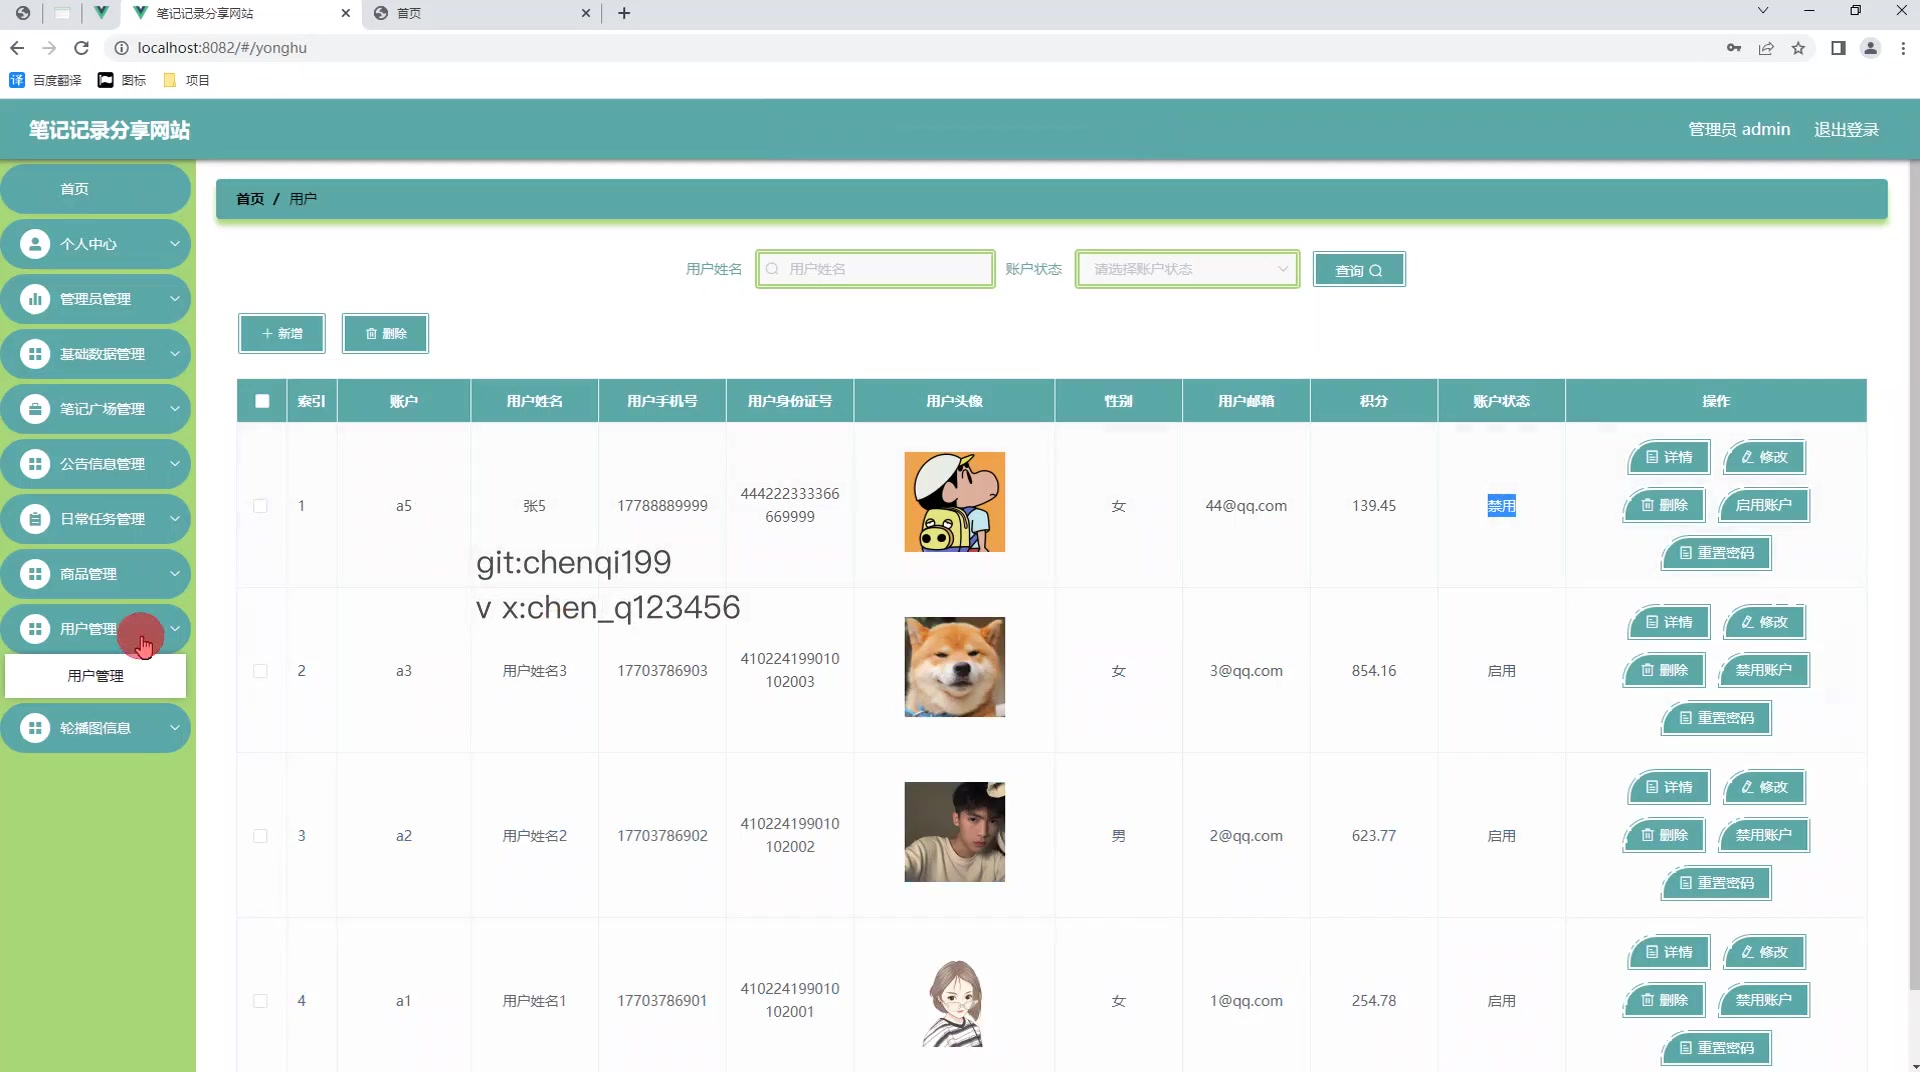 笔记记录分享网站
首页
localhost:8082/#/yonghu
百度翻译
图标
项目
笔记记录分享网站
管理员 admin
退出登录
首页
个人中心
管理员管理
基础数据管理
笔记广场管理
公告信息管理
日常任务管理
商品管理
用户管理
用户管理
轮播图信息
首页 / 用户
用户姓名 用户姓名 账户状态 请选择账户状态 查询
新增 删除
索引 账户 用户姓名 用户手机号 用户身份证号 用户头像 性别 用户邮箱 积分 账户状态 操作
1 a5 张5 17788889999 444222333366669999 女 44@qq.com 139.45 禁用
详情 修改
删除 启用账户
重置密码
git:chenqi199
v x:chen_q123456
2 a3 用户姓名3 17703786903 410224199010102003 女 3@qq.com 854.16 启用
详情 修改
删除 禁用账户
重置密码
3 a2 用户姓名2 17703786902 410224199010102002 男 2@qq.com 623.77 启用
详情 修改
删除 禁用账户
重置密码
4 a1 用户姓名1 17703786901 410224199010102001 女 1@qq.com 254.78 启用
详情 修改
删除 禁用账户
重置密码